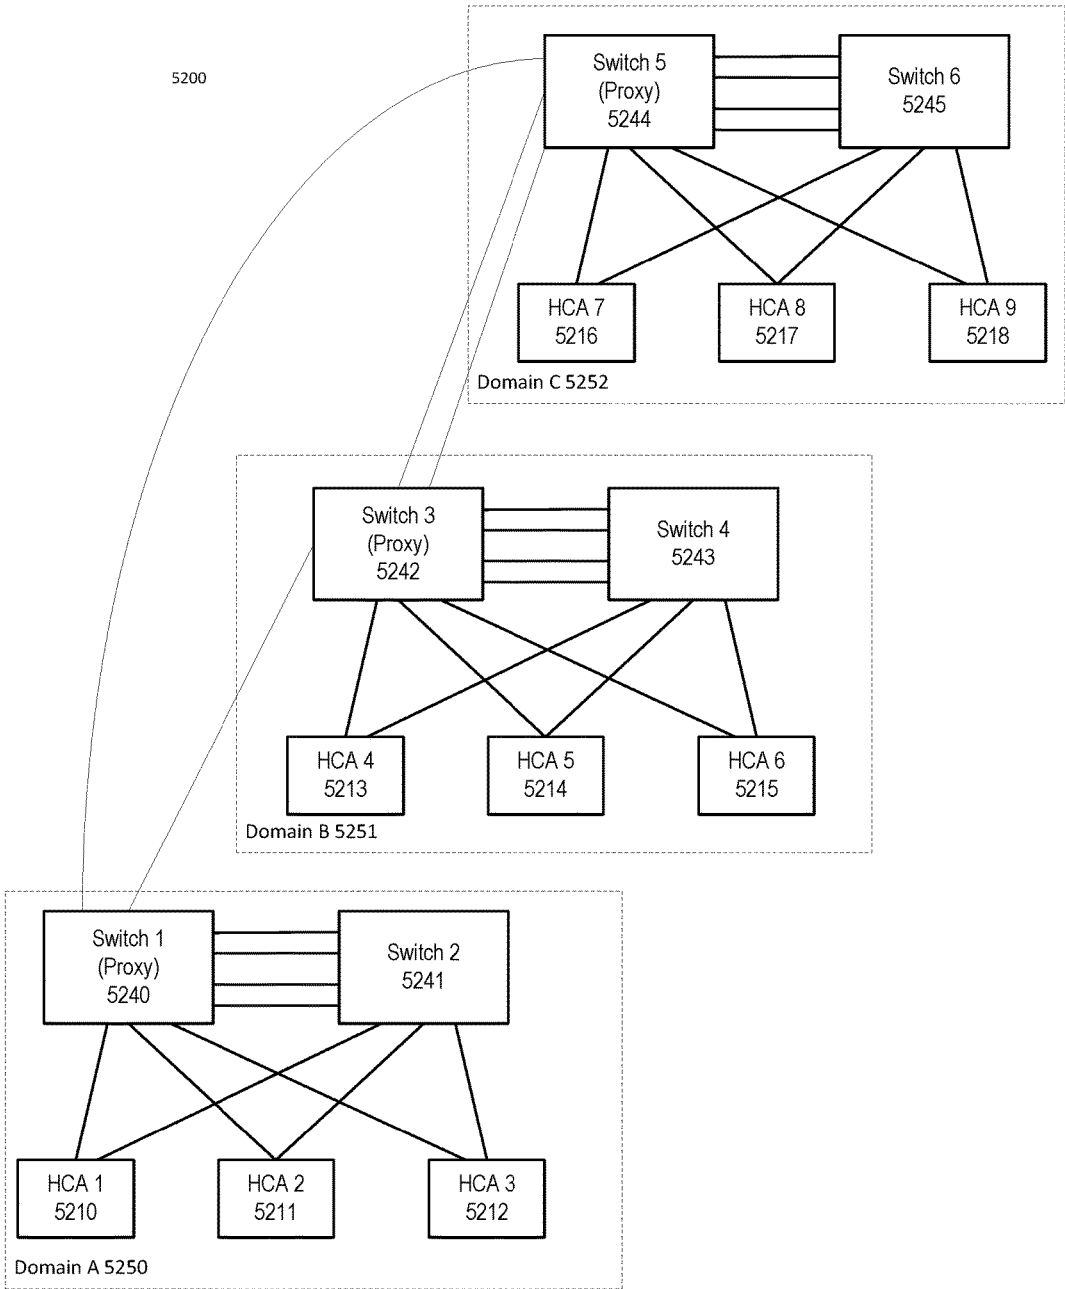 5200
Switch 5
(Proxy)
5244
Switch 6
5245
HCA 7
5216
HCA 8
5217
HCA 9
5218
Domain C 5252
Switch 3
(Proxy)
5242
Switch 4
5243
HCA 4
5213
HCA 5
5214
HCA 6
5215
Domain B 5251
Switch 1
(Proxy)
5240
Switch 2
5241
HCA 1
5210
HCA 2
5211
HCA 3
5212
Domain A 5250